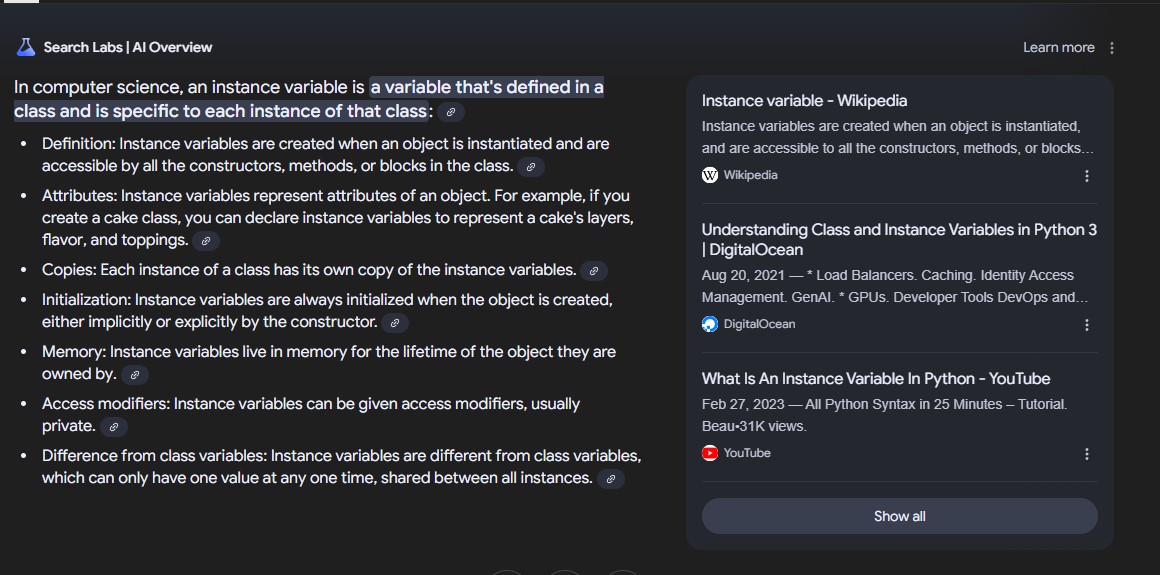 Search Labs | AI Overview
Learn more
In computer science, an instance variable is a variable that's defined in a
class and is specific to each instance of that class:
• Definition: Instance variables are created when an object is instantiated and are
accessible by all the constructors, methods, or blocks in the class.
• Attributes: Instance variables represent attributes of an object. For example, if you
create a cake class, you can declare instance variables to represent a cake's layers,
flavor, and toppings.
• Copies: Each instance of a class has its own copy of the instance variables.
• Initialization: Instance variables are always initialized when the object is created,
either implicitly or explicitly by the constructor.
• Memory: Instance variables live in memory for the lifetime of the object they are
owned by.
• Access modifiers: Instance variables can be given access modifiers, usually
private.
• Difference from class variables: Instance variables are different from class variables,
which can only have one value at any one time, shared between all instances.
Instance variable - Wikipedia
Instance variables are created when an object is instantiated,
and are accessible to all the constructors, methods, or blocks...
W Wikipedia
Understanding Class and Instance Variables in Python 3
| DigitalOcean
Aug 20, 2021 — * Load Balancers. Caching. Identity Access
Management. GenAI. * GPUs. Developer Tools DevOps and...
DigitalOcean
What Is An Instance Variable In Python - YouTube
Feb 27, 2023 — All Python Syntax in 25 Minutes – Tutorial.
Beau•31K views.
YouTube
Show all